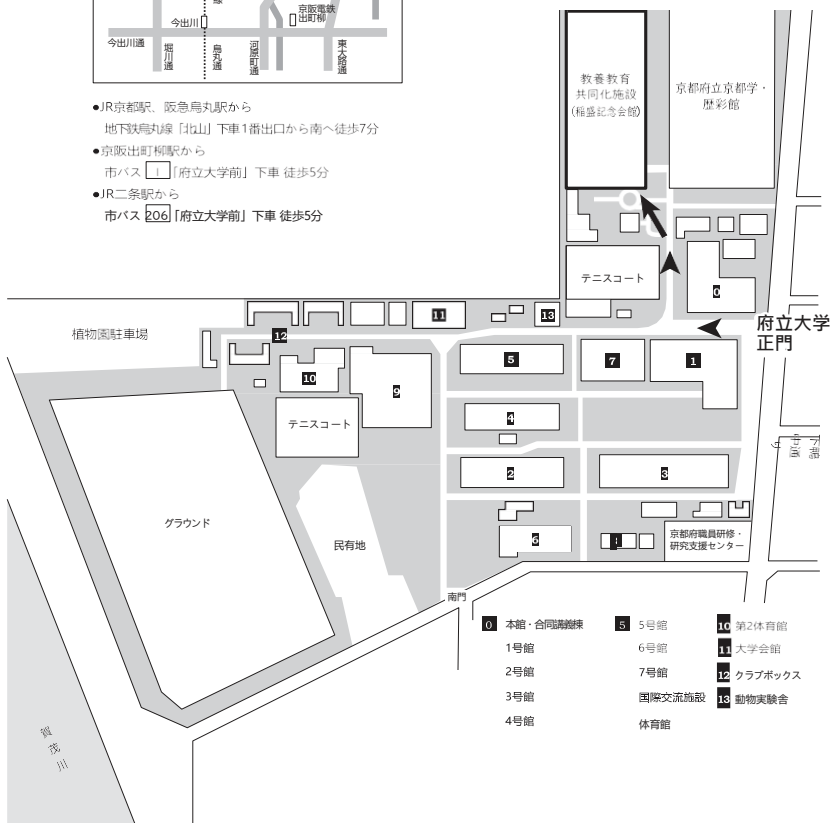 線
今出川
京阪電鉄
出町柳
今出川通
堀川通
烏丸通
河原町通
東大路通
●JR京都駅、阪急烏丸駅から
地下鉄烏丸線「北山」下車1番出口から南へ徒歩7分
●京阪出町柳駅から
市バス 1 「府立大学前」下車 徒歩5分
●JR二条駅から
市バス 206 「府立大学前」下車 徒歩5分
教養教育
共同化施設
(稲盛記念会館)
京都府立京都学・
歴彩館
テニスコート
0
府立大学
正門
植物園駐車場
12
11
13
10
9
5
7
1
4
テニスコート
2
3
下鴨
中通
り
グラウンド
民有地
6
8
京都府職員研修・
研究支援センター
南門
賀茂川
0 本館・合同講義棟
1号館
2号館
3号館
4号館
5 5号館
6号館
7号館
国際交流施設
体育館
10 第2体育館
11 大学会館
12 クラブボックス
13 動物実験舎